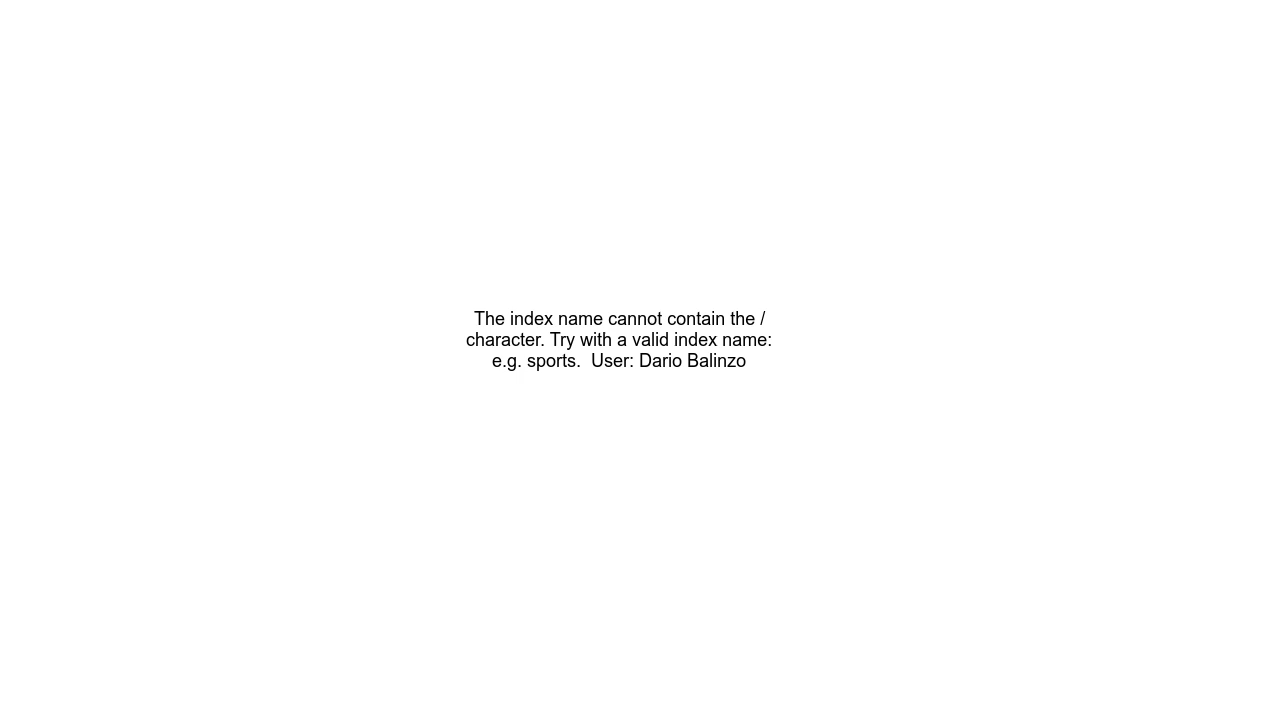 The index name cannot contain the /
character. Try with a valid index name:
e.g. sports.  User: Dario Balinzo